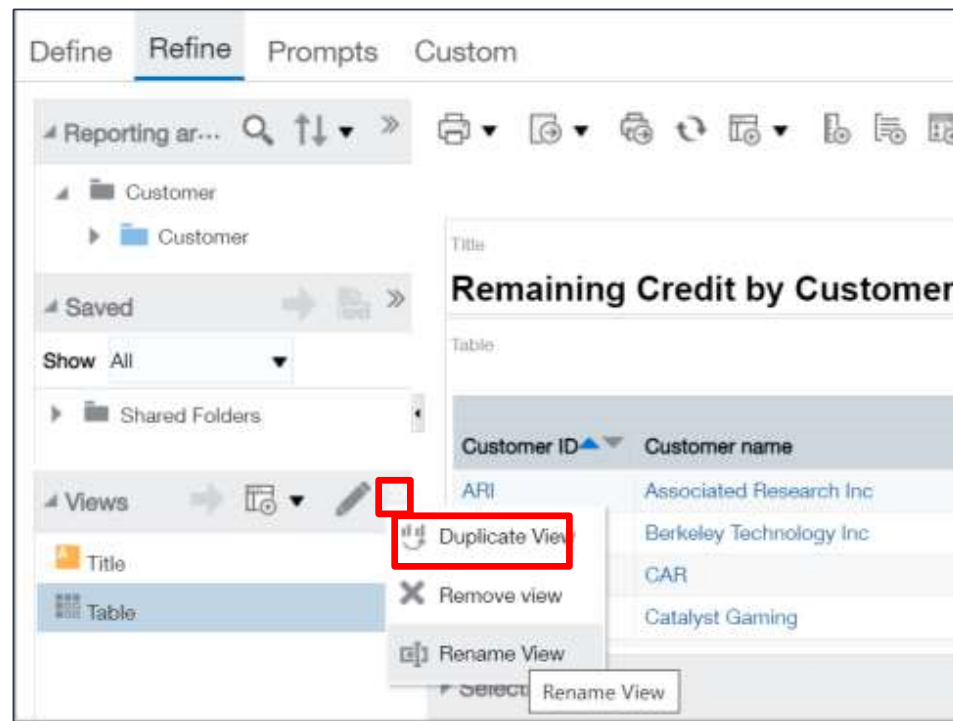 Define Refine Prompts Custom
Reporting ar...
Customer
Customer
Saved
Show All
Shared Folders
Views
Title
Table
Title
Remaining Credit by Customer
Table
Customer ID Customer name
ARI Associated Research Inc
Berkeley Technology Inc
CAR
Catalyst Gaming
Duplicate View
Remove view
Rename View
Rename View